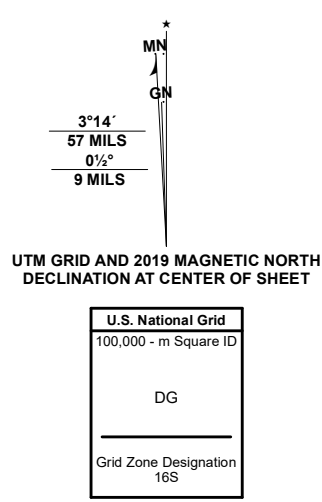 MN
GN
3°14´
57 MILS
0½°
9 MILS
UTM GRID AND 2019 MAGNETIC NORTH
DECLINATION AT CENTER OF SHEET
U.S. National Grid
100,000 - m Square ID
DG
Grid Zone Designation
16S